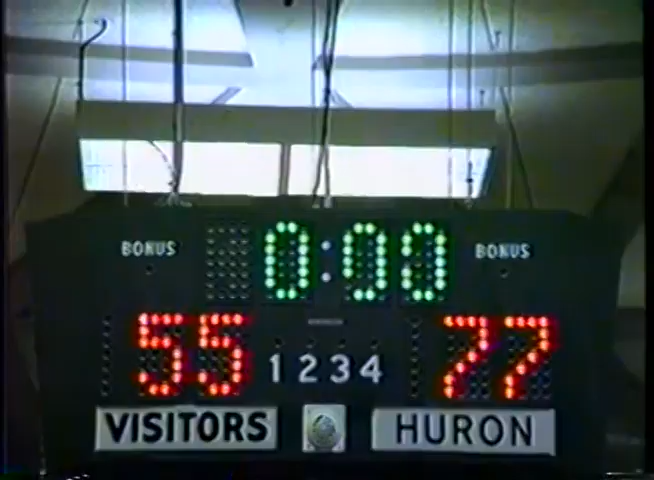 BONUS 0:00 BONUS
55 1 2 3 4 77
VISITORS HURON